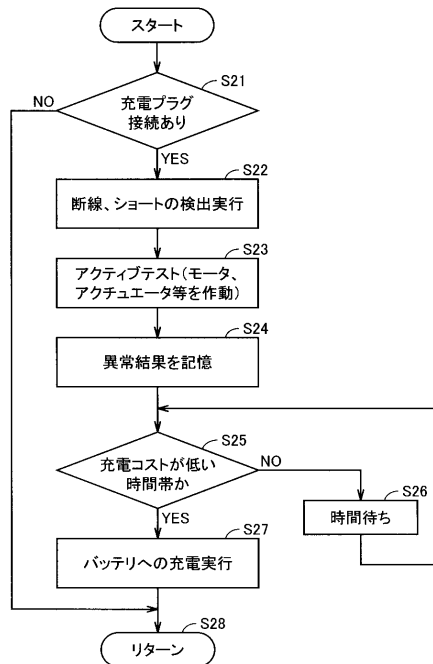 スタート
S21
充電プラグ
接続あり
NO
YES
S22
断線、ショートの検出実行
S23
アクティブテスト(モータ、
アクチュエータ等を作動)
S24
異常結果を記憶
S25
充電コストが低い
時間帯か
NO
YES
S26
時間待ち
S27
バッテリへの充電実行
S28
リターン